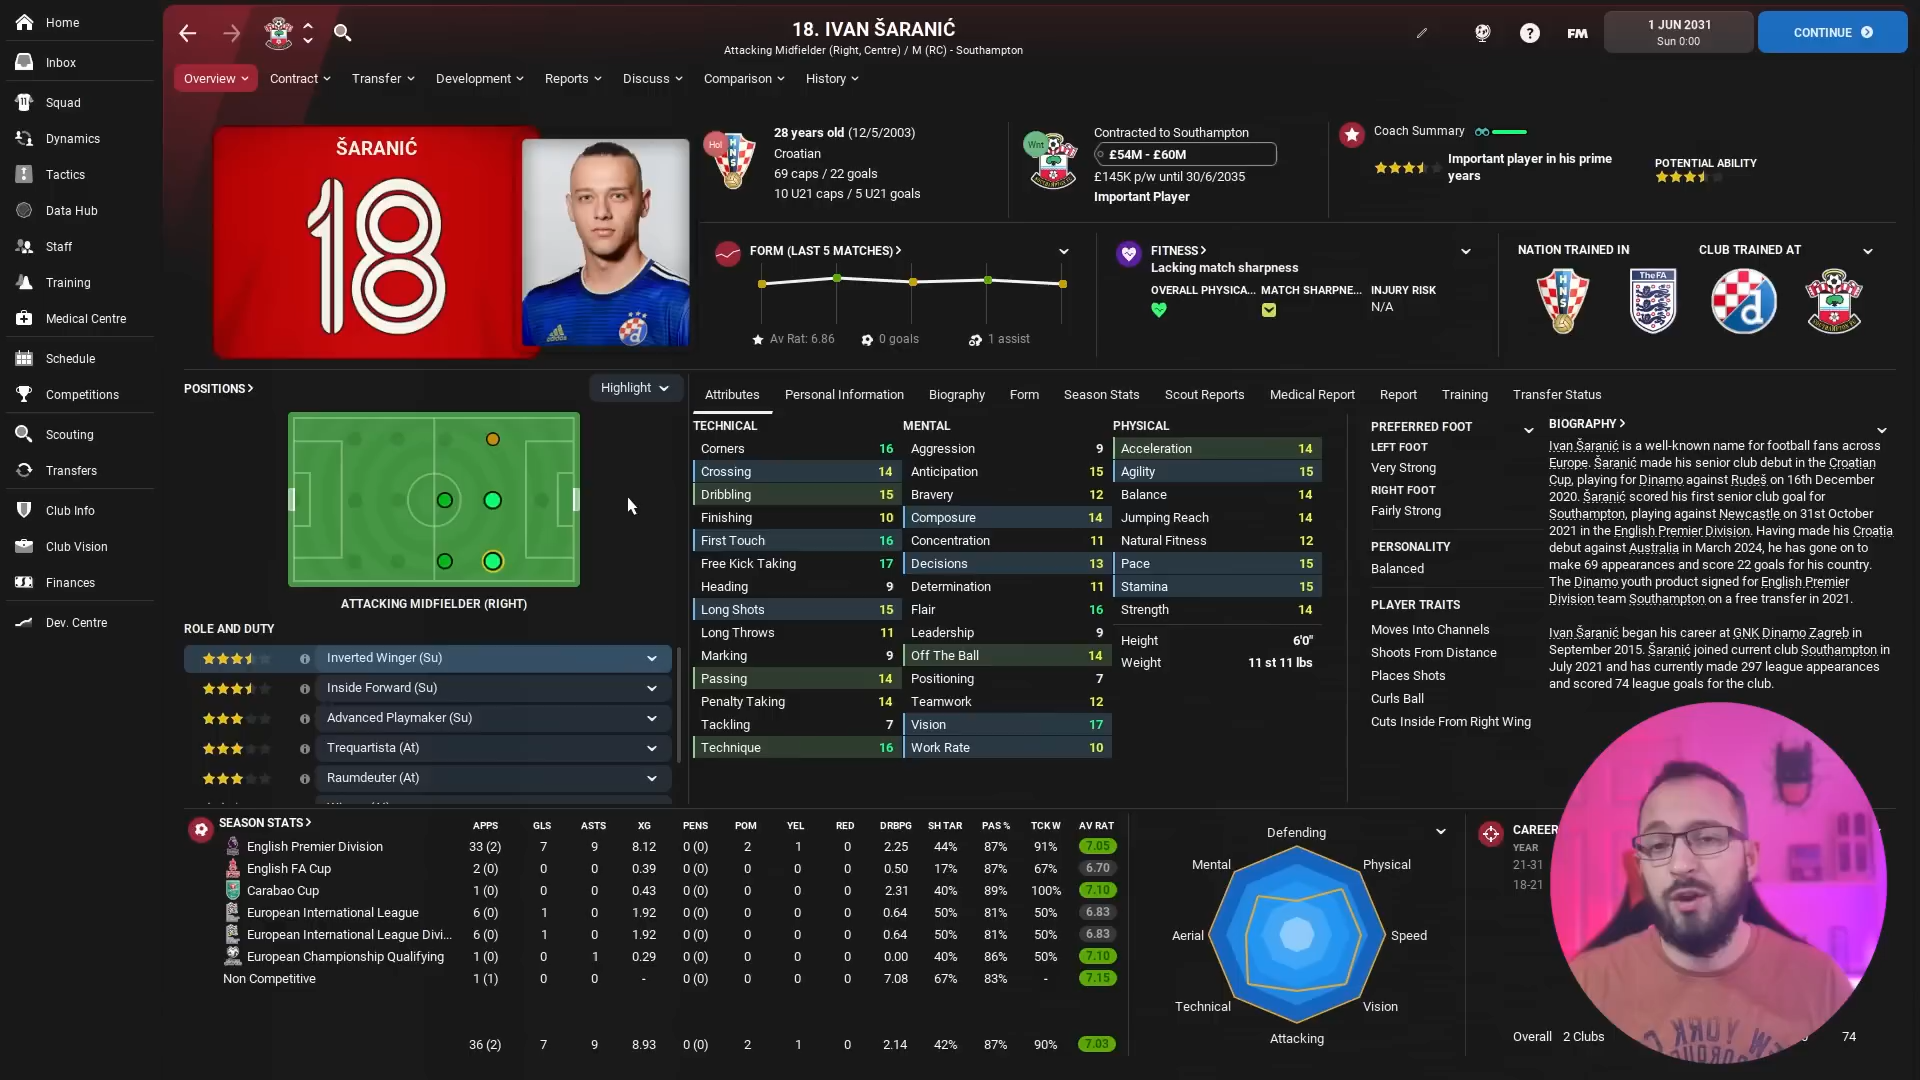 Home
Inbox
Squad
Dynamics
Tactics
Data Hub
Staff
Training
Medical Centre
Schedule
Competitions
Scouting
Transfers
Club Info
Club Vision
Finances
Dev. Centre
18. IVAN ŠARANIĆ
Attacking Midfielder (Right, Centre) / M (RC) - Southampton
FM
1 JUN 2031
Sun 0:00
CONTINUE
Overview Contract Transfer Development Reports Discuss Comparison History
ŠARANIĆ
18
Hol
28 years old (12/5/2003)
Croatian
69 caps / 22 goals
10 U21 caps / 5 U21 goals
Wnt
Contracted to Southampton
£54M - £60M
£145K p/w until 30/6/2035
Important Player
Coach Summary
Important player in his prime years
POTENTIAL ABILITY
FORM (LAST 5 MATCHES)
Av Rat: 6.86 0 goals 1 assist
FITNESS
Lacking match sharpness
OVERALL PHYSICA... MATCH SHARPNE... INJURY RISK
N/A
NATION TRAINED IN CLUB TRAINED AT
The FA
POSITIONS
Highlight
ATTACKING MIDFIELDER (RIGHT)
ROLE AND DUTY
Inverted Winger (Su)
Inside Forward (Su)
Advanced Playmaker (Su)
Trequartista (At)
Raumdeuter (At)
Attributes Personal Information Biography Form Season Stats Scout Reports Medical Report Report Training Transfer Status
TECHNICAL
Corners 16
Crossing 14
Dribbling 15
Finishing 10
First Touch 16
Free Kick Taking 17
Heading 9
Long Shots 15
Long Throws 11
Marking 9
Passing 14
Penalty Taking 14
Tackling 7
Technique 16
MENTAL
Aggression 9
Anticipation 15
Bravery 12
Composure 14
Concentration 11
Decisions 13
Determination 11
Flair 16
Leadership 9
Off The Ball 14
Positioning 7
Teamwork 12
Vision 17
Work Rate 10
PHYSICAL
Acceleration 14
Agility 15
Balance 14
Jumping Reach 14
Natural Fitness 12
Pace 15
Stamina 15
Strength 14
Height 6'0"
Weight 11 st 11 lbs
PREFERRED FOOT
LEFT FOOT
Very Strong
RIGHT FOOT
Fairly Strong
PERSONALITY
Balanced
PLAYER TRAITS
Moves Into Channels
Shoots From Distance
Places Shots
Curls Ball
Cuts Inside From Right Wing
BIOGRAPHY
Ivan Šaranić is a well-known name for football fans across
Europe. Šaranić made his senior club debut in the Croatian
Cup, playing for Dinamo against Rudeš on 16th December
2020. Šaranić scored his first senior club goal for
Southampton, playing against Newcastle on 31st October
2021 in the English Premier Division. Having made his Croatia
debut against Australia in March 2024, he has gone on to
make 69 appearances and score 22 goals for his country.
The Dinamo youth product signed for English Premier
Division team Southampton on a free transfer in 2021.
Ivan Šaranić began his career at GNK Dinamo Zagreb in
September 2015. Šaranić joined current club Southampton in
July 2021 and has currently made 297 league appearances
and scored 74 league goals for the club.
SEASON STATS APPS GLS ASTS XG PENS POM YEL RED DRBPG SH TAR PAS % TCK W AV RAT
English Premier Division 33 (2) 7 9 8.12 0 (0) 2 1 0 2.25 44% 87% 91% 7.05
English FA Cup 2 (0) 0 0 0.39 0 (0) 0 0 0 0.50 17% 87% 67% 6.70
Carabao Cup 1 (0) 0 0 0.43 0 (0) 0 0 0 2.31 40% 89% 100% 7.10
European International League 6 (0) 1 0 1.92 0 (0) 0 0 0 0.64 50% 81% 50% 6.83
European International League Divi... 6 (0) 1 0 1.92 0 (0) 0 0 0 0.64 50% 81% 50% 6.83
European Championship Qualifying 1 (0) 0 1 0.29 0 (0) 0 0 0 0.00 40% 86% 50% 7.10
Non Competitive 1 (1) 0 0 - 0 (0) 0 0 0 7.08 67% 83% - 7.15
36 (2) 7 9 8.93 0 (0) 2 1 0 2.14 42% 87% 90% 7.03
Defending
Mental Physical
Aerial Speed
Technical Vision
Attacking
CAREER
YEAR
21-31
18-21
Overall 2 Clubs 74